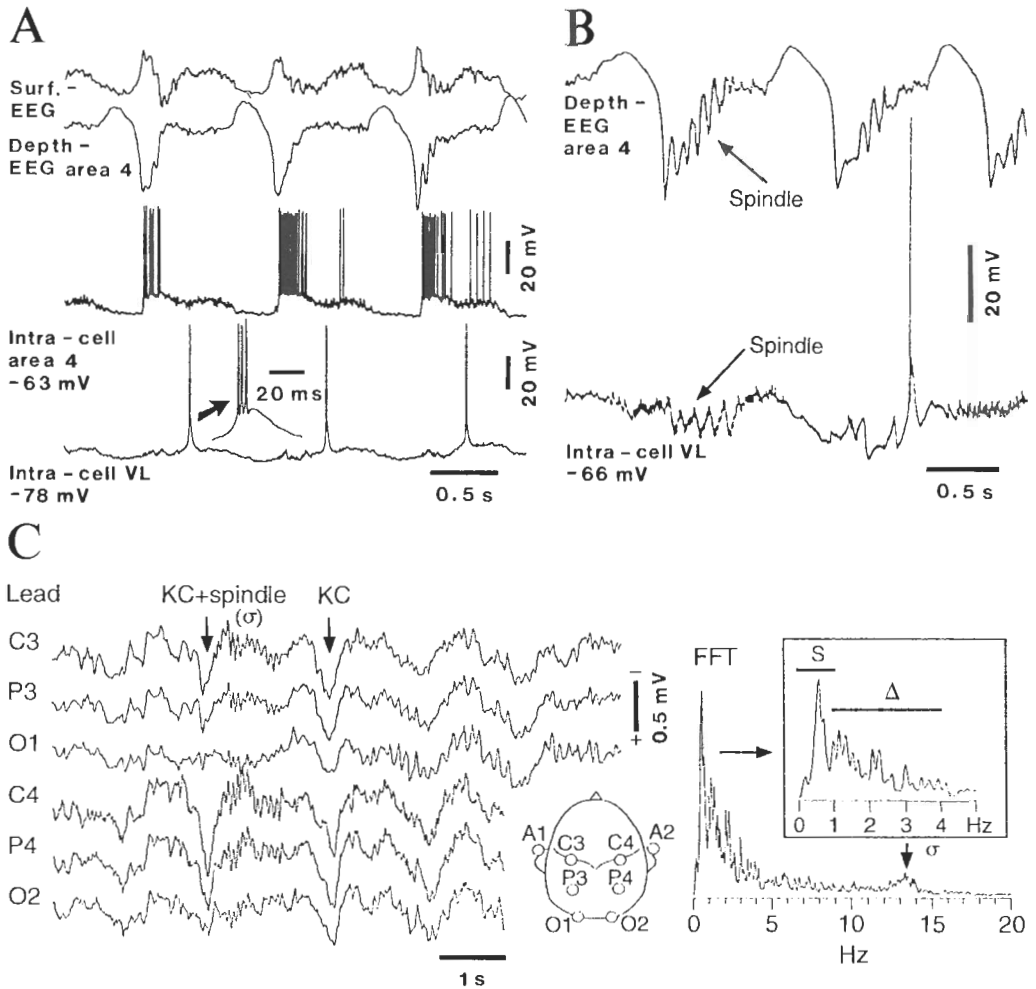 A
Surf. -
EEG
Depth -
EEG area 4
20 mV
Intra - cell
area 4
-63 mV
20 ms
20 mV
Intra - cell VL
-78 mV
0.5 s
B
Depth -
EEG
area 4
Spindle
20 mV
Spindle
Intra - cell VL
-66 mV
0.5 s
C
Lead
KC+spindle
(σ)
KC
C3
P3
O1
C4
P4
O2
−
+ 0.5 mV
1 s
A1
C3
C4
A2
P3
P4
O1
O2
FFT
S
Δ
0 1 2 3 4 Hz
σ
0 5 10 15 20
Hz